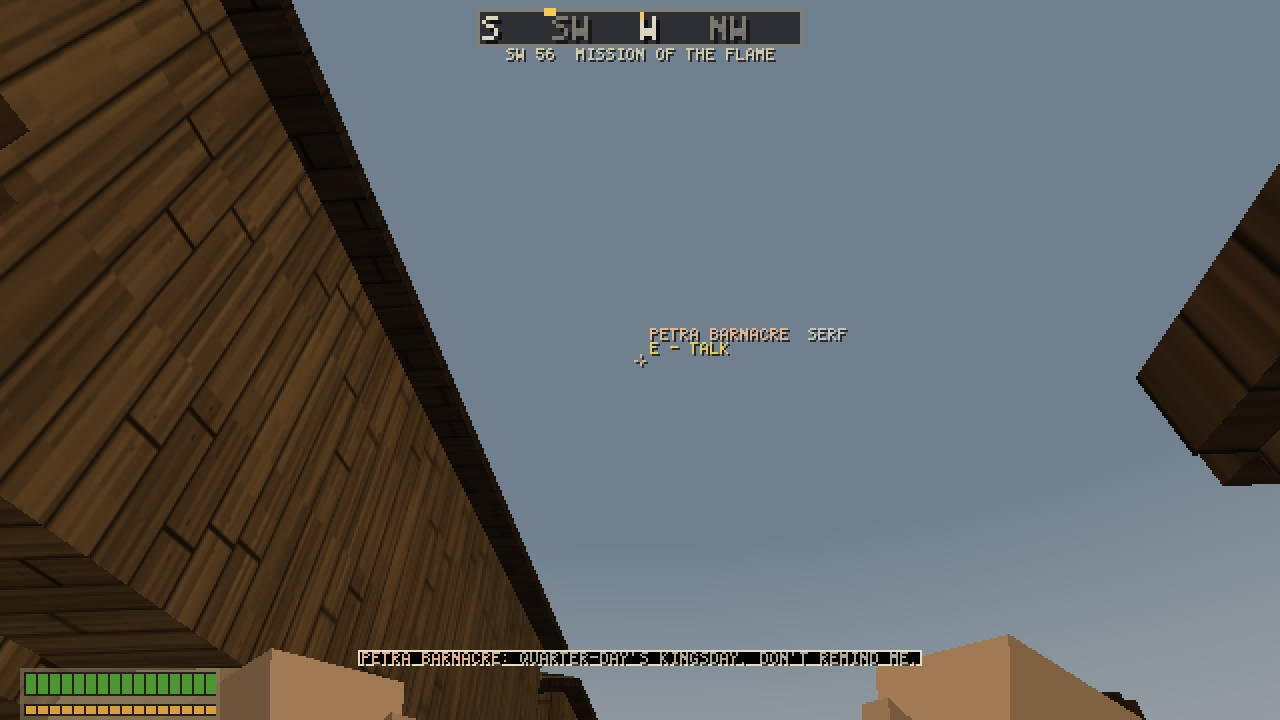 S SW W NW
SW 56 MISSION OF THE FLAME
PETRA BARNACRE SERF
E - TALK
PETRA BARNACRE: QUARTER-DAY'S KINGSDAY. DON'T REMIND ME.